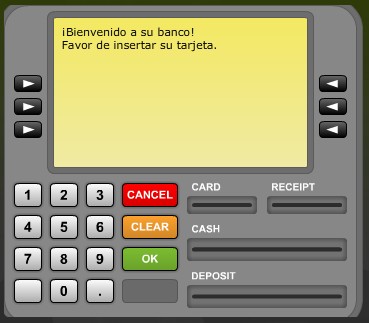 ¡Bienvenido a su banco!
Favor de insertar su tarjeta.
1 2 3 CANCEL
CARD RECEIPT
4 5 6 CLEAR
CASH
7 8 9 OK
DEPOSIT
0 .